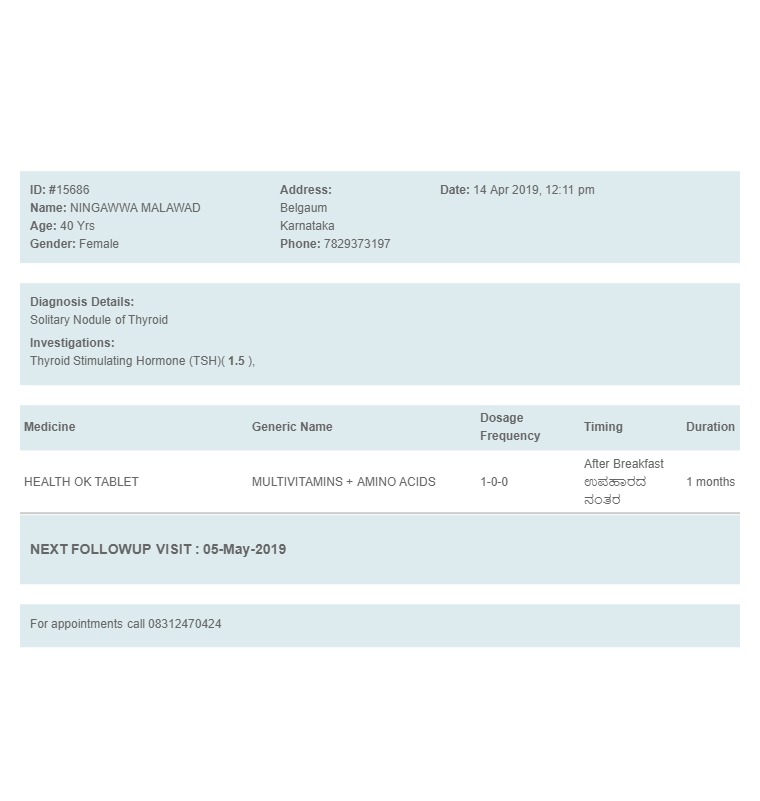 ID: #15686
Name: NINGAWWA MALAWAD
Age: 40 Yrs
Gender: Female
Address:
Belgaum
Karnataka
Phone: 7829373197
Date: 14 Apr 2019, 12:11 pm
Diagnosis Details:
Solitary Nodule of Thyroid
Investigations:
Thyroid Stimulating Hormone (TSH)( 1.5 ),
Medicine Generic Name Dosage Frequency Timing Duration
HEALTH OK TABLET MULTIVITAMINS + AMINO ACIDS 1-0-0 After Breakfast 1 months
ಉಪಹಾರದ
ನಂತರ
NEXT FOLLOWUP VISIT : 05-May-2019
For appointments call 08312470424